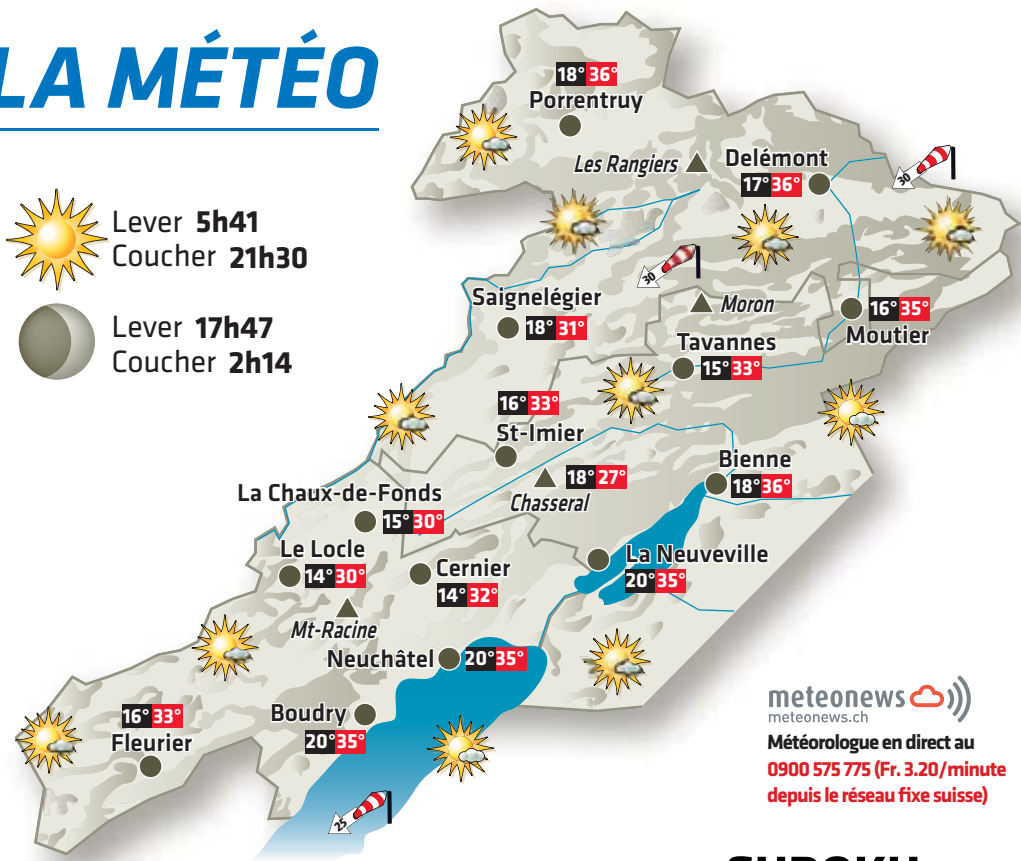 LA MÉTÉO
Lever 5h41
Coucher 21h30
Lever 17h47
Coucher 2h14
18° 36°
Porrentruy
Les Rangiers
Delémont
17° 36°
30
30
Saignelégier
18° 31°
Moron
16° 35°
Moutier
Tavannes
15° 33°
16° 33°
St-Imier
18° 27°
Chasseral
Bienne
18° 36°
La Chaux-de-Fonds
15° 30°
Le Locle
14° 30°
Cernier
14° 32°
La Neuveville
20° 35°
Mt-Racine
Neuchâtel 20° 35°
Boudry
20° 35°
16° 33°
Fleurier
25
meteonews
meteonews.ch
Météorologue en direct au
0900 575 775 (Fr. 3.20/minute
depuis le réseau fixe suisse)